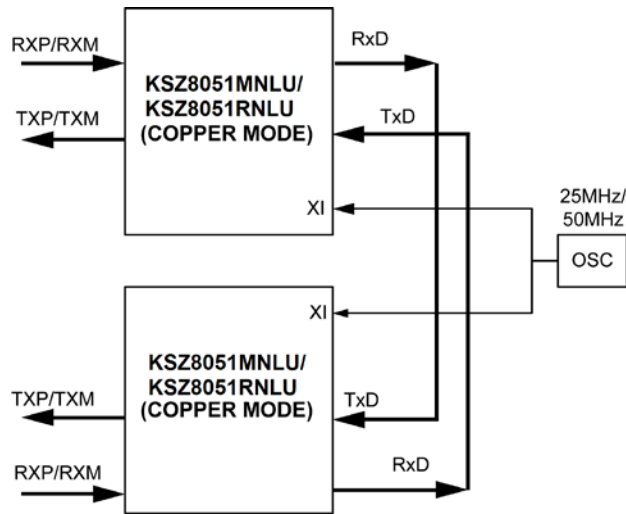 RXP/RXM
TXP/TXM
KSZ8051MNLU/
KSZ8051RNLU
(COPPER MODE)
XI
RxD
TxD
25MHz/
50MHz
OSC
XI
KSZ8051MNLU/
KSZ8051RNLU
(COPPER MODE)
TXP/TXM
RXP/RXM
TxD
RxD